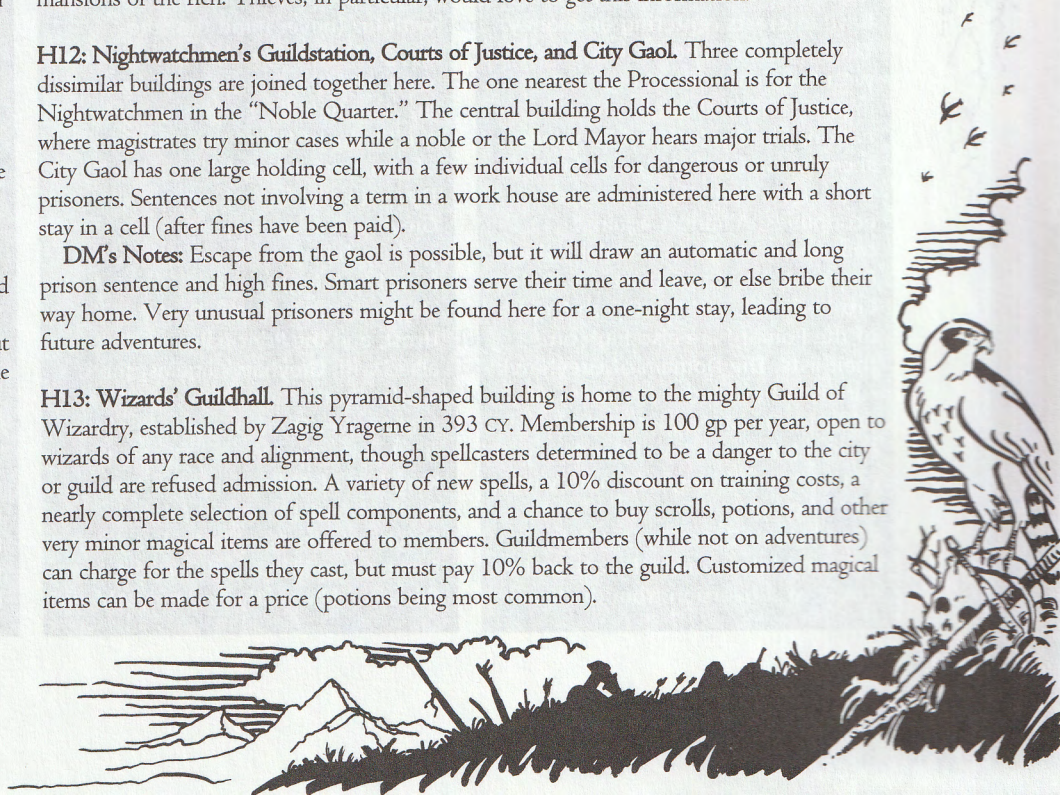 mansions of the rich. Thieves, in particular, would love to get this information.
H12: Nightwatchmen's Guildstation, Courts of Justice, and City Gaol. Three completely
dissimilar buildings are joined together here. The one nearest the Processional is for the
Nightwatchmen in the “Noble Quarter.” The central building holds the Courts of Justice,
where magistrates try minor cases while a noble or the Lord Mayor hears major trials. The
City Gaol has one large holding cell, with a few individual cells for dangerous or unruly
prisoners. Sentences not involving a term in a work house are administered here with a short
stay in a cell (after fines have been paid).
DM's Notes: Escape from the gaol is possible, but it will draw an automatic and long
prison sentence and high fines. Smart prisoners serve their time and leave, or else bribe their
way home. Very unusual prisoners might be found here for a one-night stay, leading to
future adventures.
H13: Wizards' Guildhall. This pyramid-shaped building is home to the mighty Guild of
Wizardry, established by Zagig Yragerne in 393 CY. Membership is 100 gp per year, open to
wizards of any race and alignment, though spellcasters determined to be a danger to the city
or guild are refused admission. A variety of new spells, a 10% discount on training costs, a
nearly complete selection of spell components, and a chance to buy scrolls, potions, and other
very minor magical items are offered to members. Guildmembers (while not on adventures)
can charge for the spells they cast, but must pay 10% back to the guild. Customized magical
items can be made for a price (potions being most common).